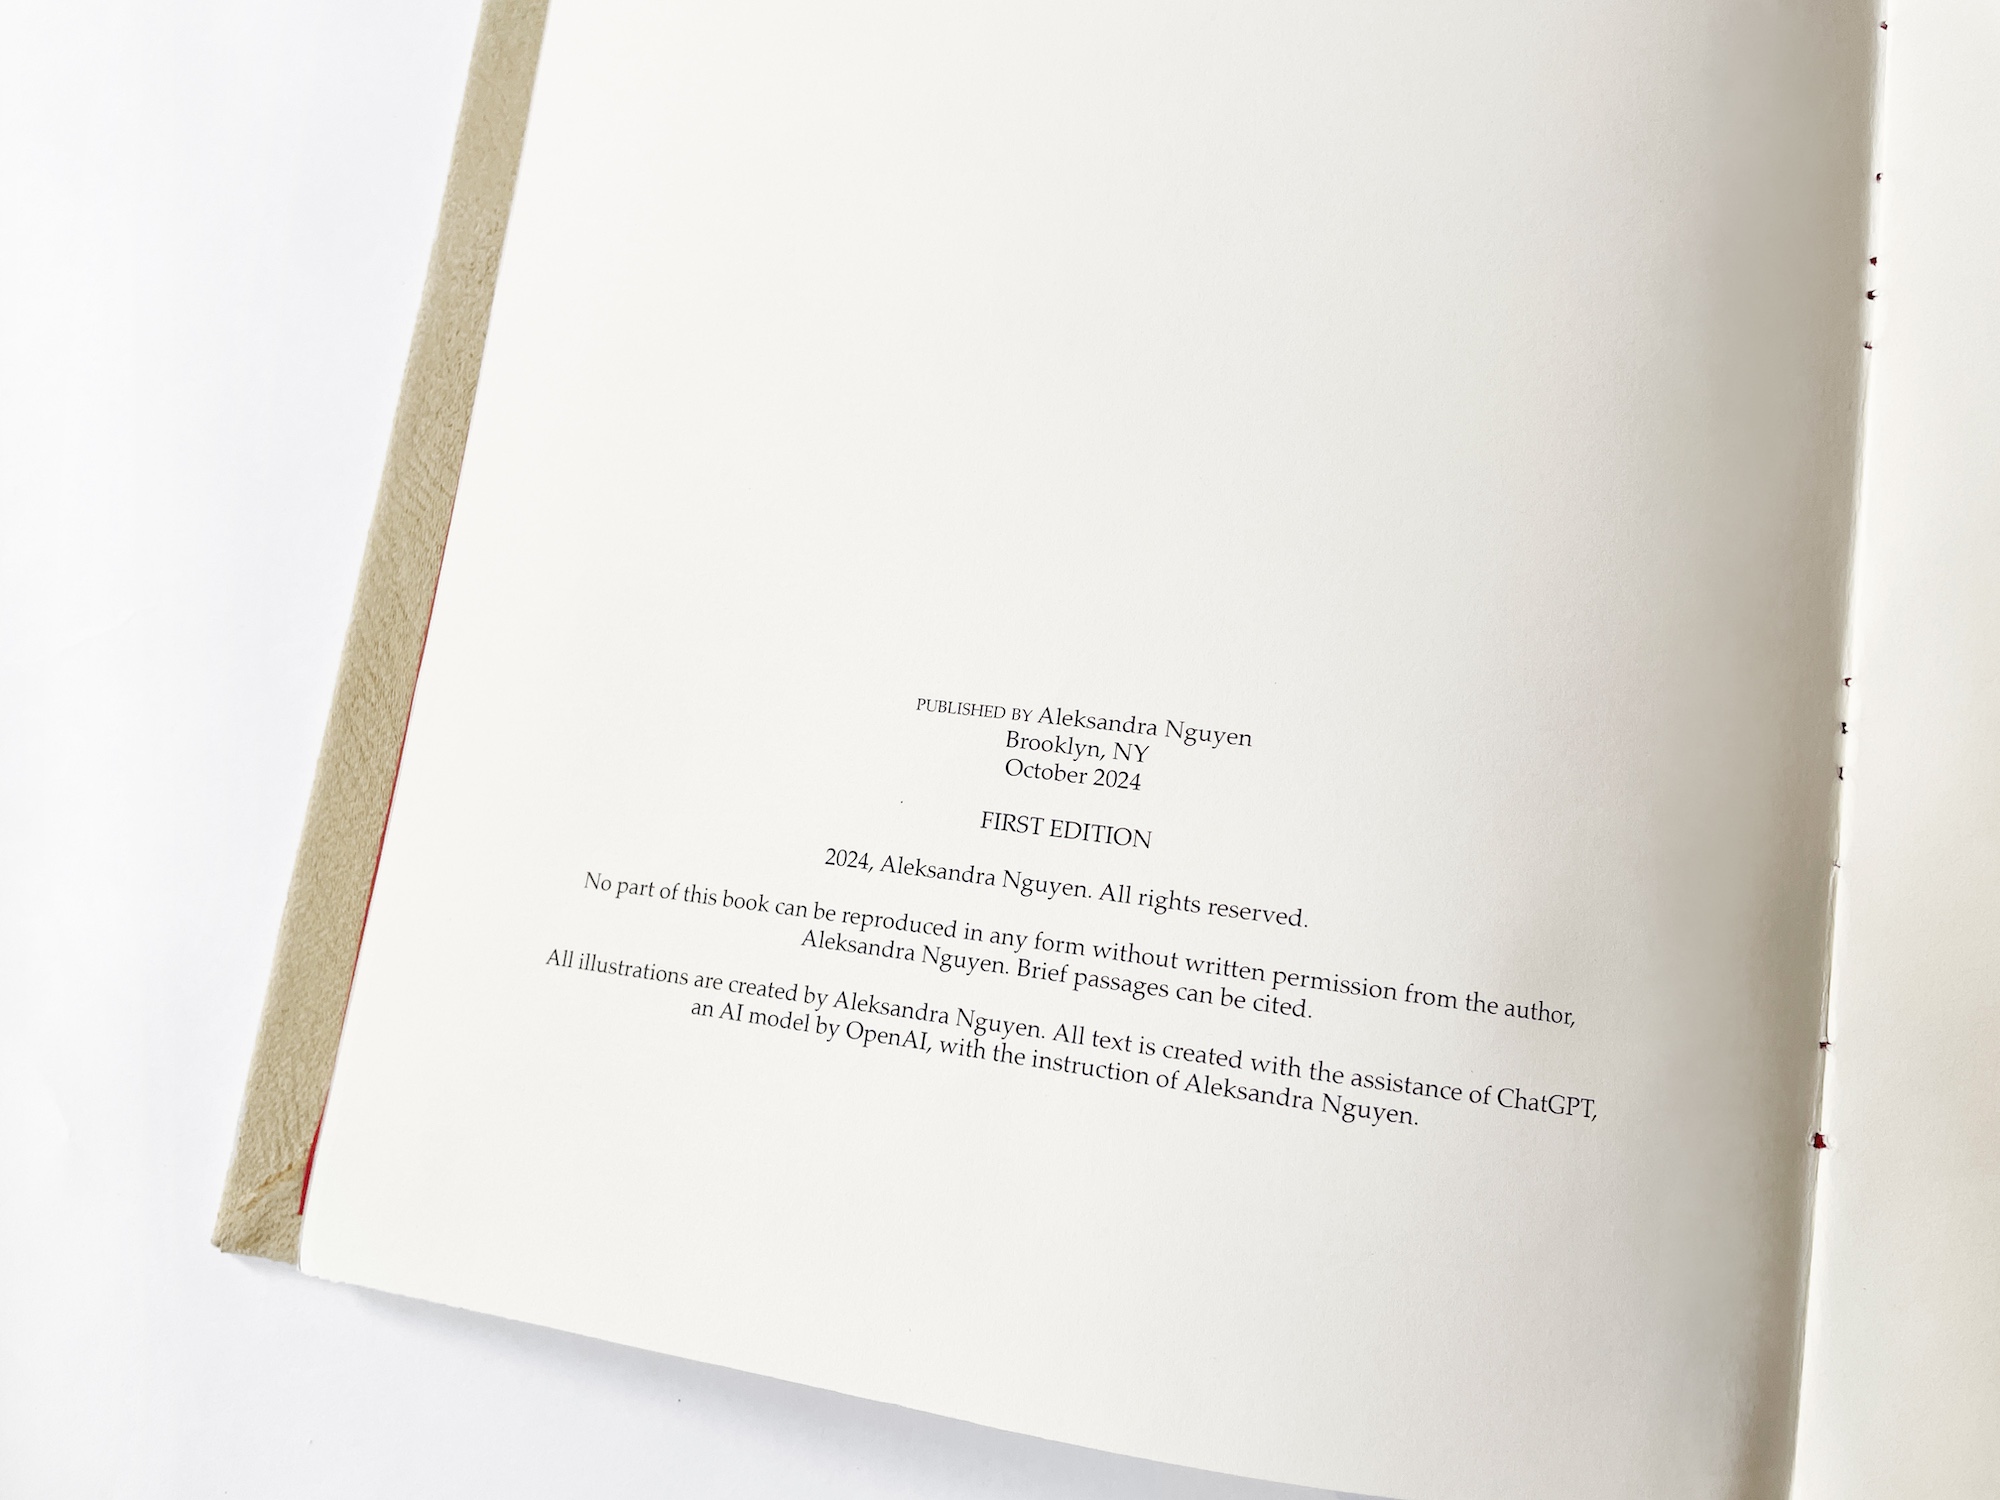 PUBLISHED BY Aleksandra Nguyen
Brooklyn, NY
October 2024
FIRST EDITION
2024, Aleksandra Nguyen. All rights reserved.
No part of this book can be reproduced in any form without written permission from the author,
Aleksandra Nguyen. Brief passages can be cited.
All illustrations are created by Aleksandra Nguyen. All text is created with the assistance of ChatGPT,
an AI model by OpenAI, with the instruction of Aleksandra Nguyen.